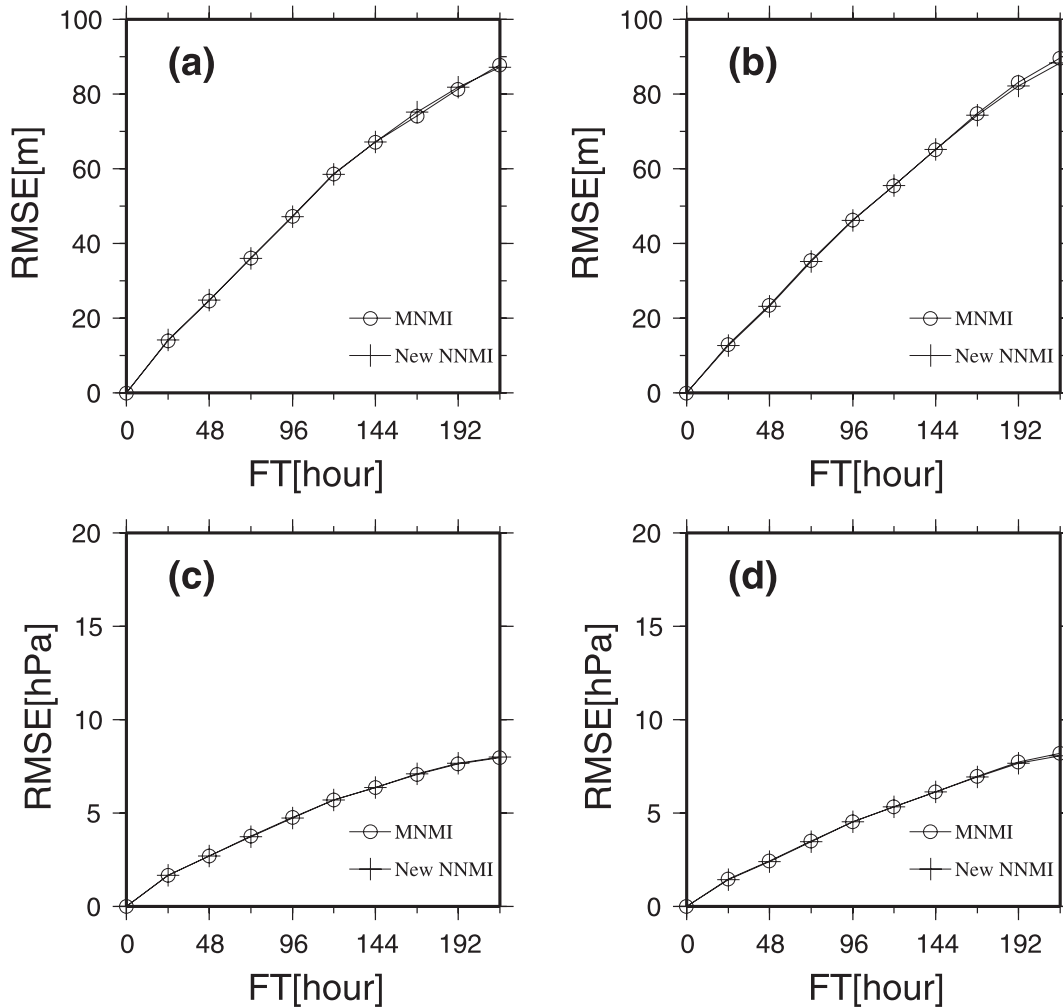 (a)
RMSE[m]
100
80
60
40
20
0
MNMI
New NNMI
0 48 96 144 192
FT[hour]
(b)
RMSE[m]
100
80
60
40
20
0
MNMI
New NNMI
0 48 96 144 192
FT[hour]
(c)
RMSE[hPa]
20
15
10
5
0
MNMI
New NNMI
0 48 96 144 192
FT[hour]
(d)
RMSE[hPa]
20
15
10
5
0
MNMI
New NNMI
0 48 96 144 192
FT[hour]